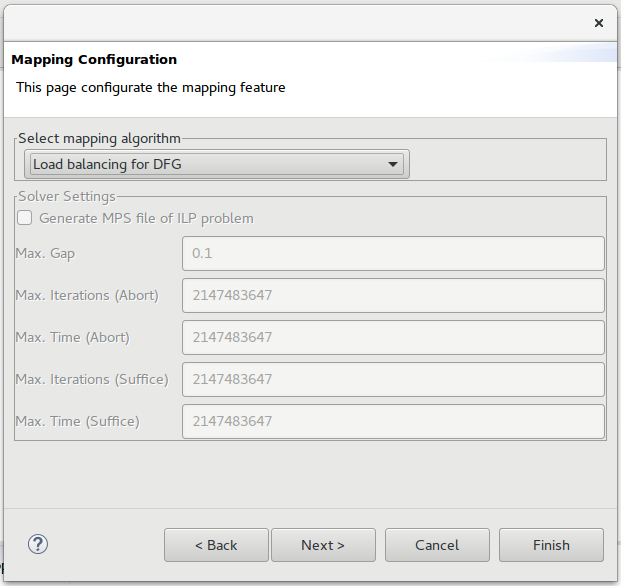 Mapping Configuration
This page configurate the mapping feature
Select mapping algorithm
Load balancing for DFG
Solver Settings
Generate MPS file of ILP problem
Max. Gap 0.1
Max. Iterations (Abort) 2147483647
Max. Time (Abort) 2147483647
Max. Iterations (Suffice) 2147483647
Max. Time (Suffice) 2147483647
? < Back Next > Cancel Finish